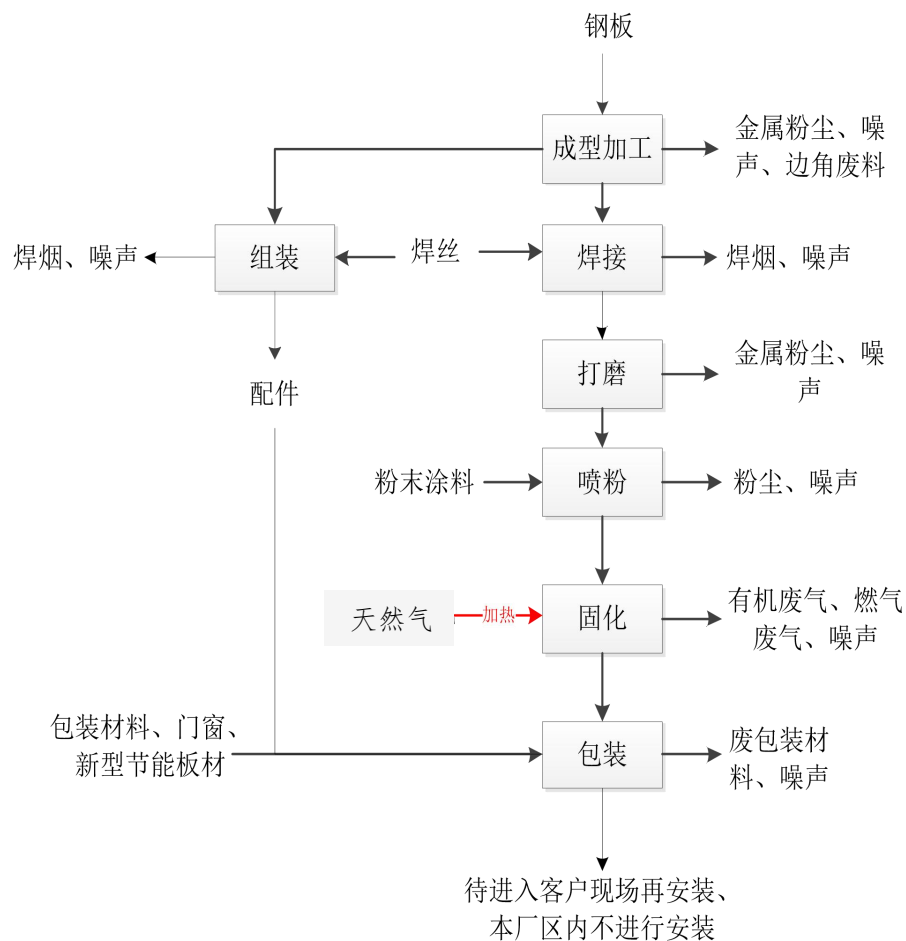 钢板
成型加工
金属粉尘、噪
声、边角废料
焊烟、噪声
组装
焊丝
焊接
焊烟、噪声
打磨
金属粉尘、噪
声
配件
粉末涂料
喷粉
粉尘、噪声
天然气
加热
固化
有机废气、燃气
废气、噪声
包装材料、门窗、
新型节能板材
包装
废包装材
料、噪声
待进入客户现场再安装、
本厂区内不进行安装